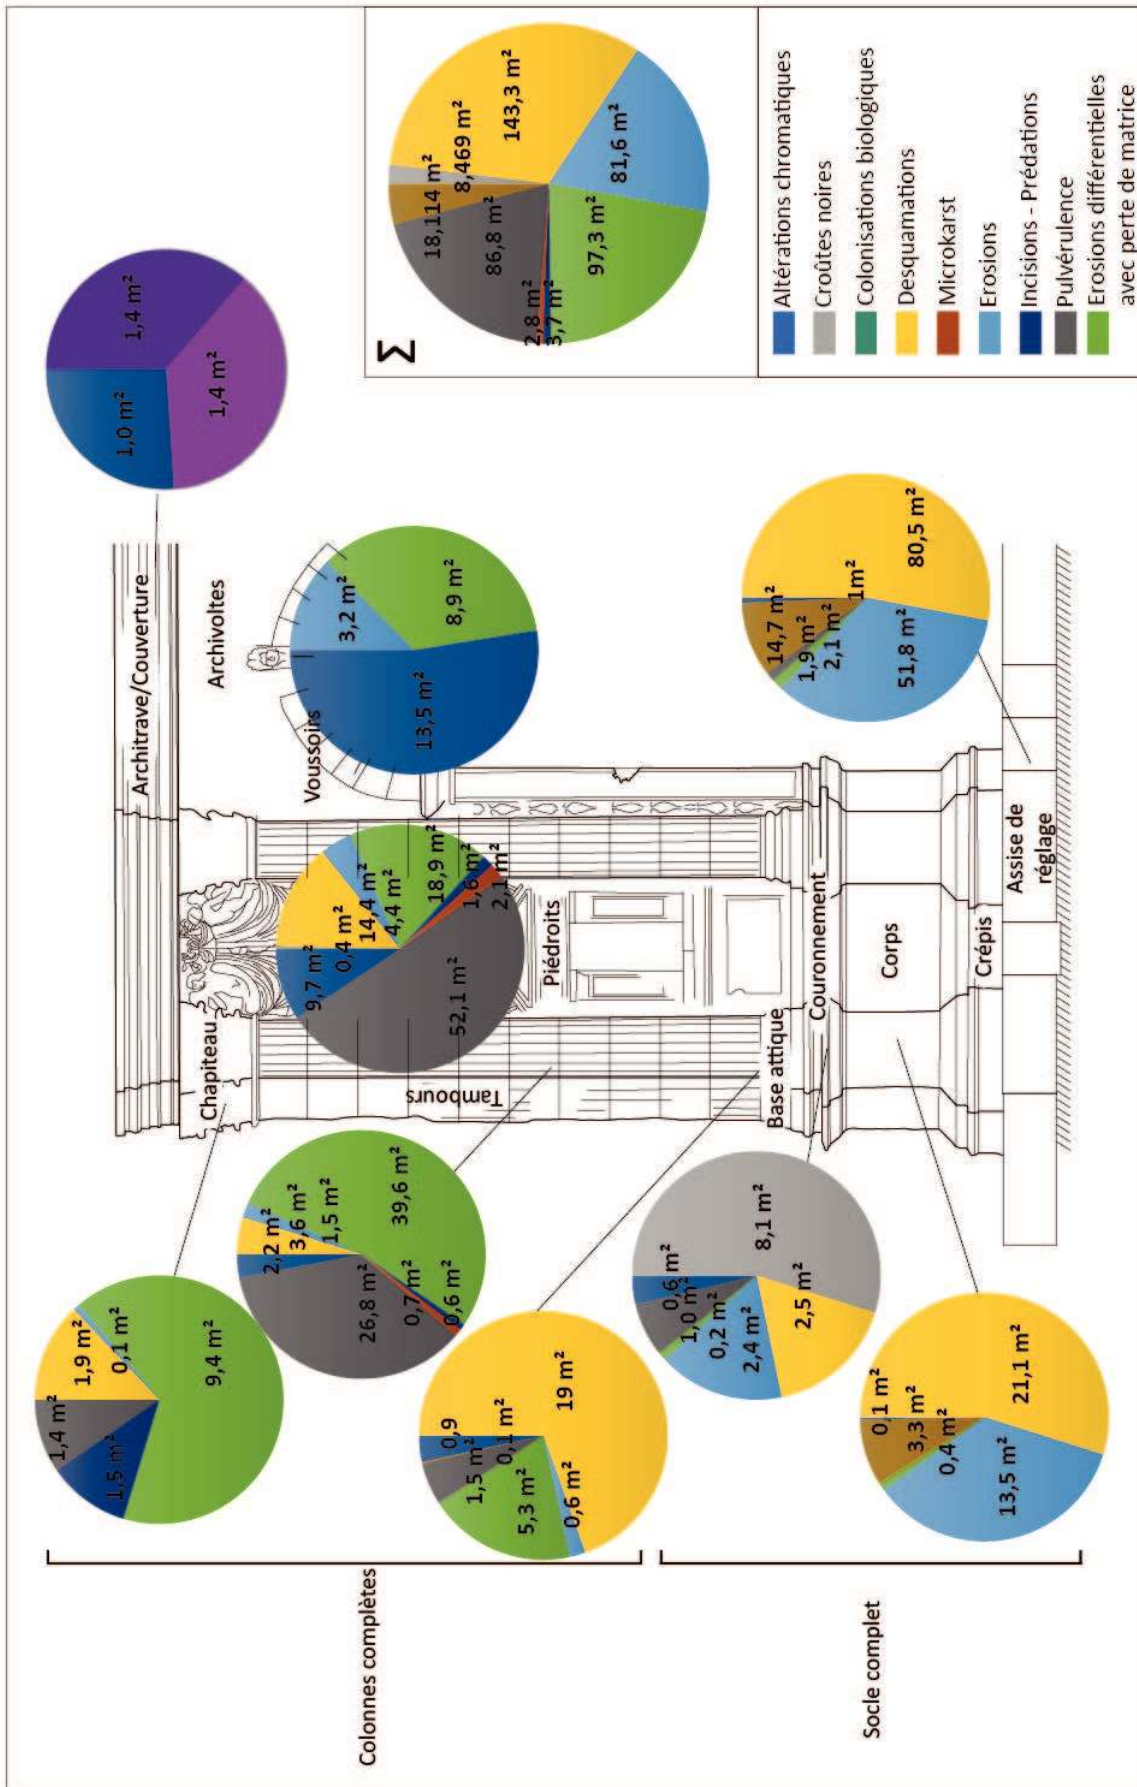 Colonnes complètes
Socle complet
1,4 m²
1,9 m²
0,1 m²
1,5 m²
9,4 m²
2,2 m²
3,6 m²
1,5 m²
26,8 m²
39,6 m²
0,7 m²
0,6 m²
0,9
1,5 m²
0,1 m²
5,3 m²
19 m²
0,6 m²
0,6 m²
1,0 m²
0,2 m²
2,4 m²
8,1 m²
2,5 m²
0,1 m²
3,3 m²
0,4 m²
13,5 m²
21,1 m²
Architrave/Couverture
Chapiteau
Archivoltes
Voussoirs
Tambours
Piédroits
Base attique
Couronnement
Corps
Crépis
Assise de
réglage
9,7 m²
0,4 m²
14,4 m²
4,4 m²
18,9 m²
1,6 m²
2,1 m²
52,1 m²
3,2 m²
8,9 m²
13,5 m²
14,7 m²
1m²
1,9 m²
2,1 m²
80,5 m²
51,8 m²
1,0 m²
1,4 m²
1,4 m²
Σ
18,114 m²
8,469 m²
143,3 m²
86,8 m²
2,8 m²
3,7 m²
97,3 m²
81,6 m²
Altérations chromatiques
Croûtes noires
Colonisations biologiques
Desquamations
Microkarst
Erosions
Incisions - Prédations
Pulvérulence
Erosions différentielles
avec perte de matrice